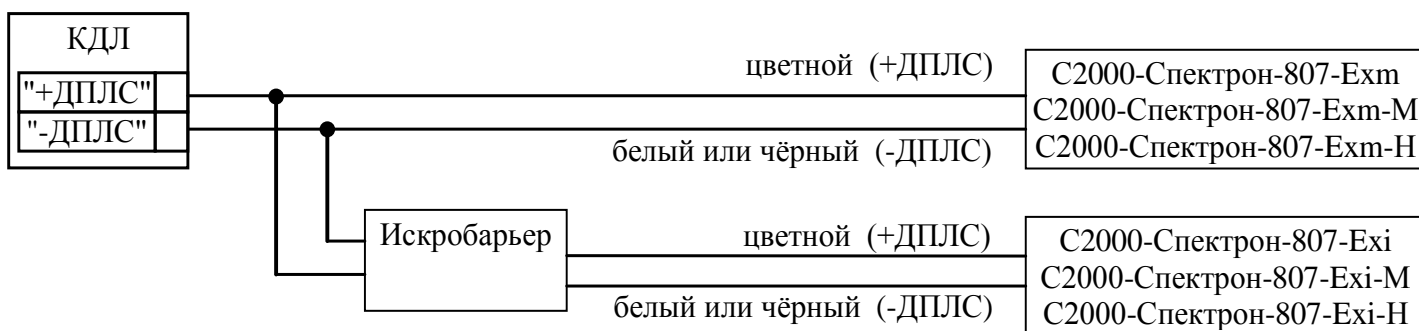 КДЛ
"+ДПЛС"
"-ДПЛС"
цветной (+ДПЛС)
белый или чёрный (-ДПЛС)
С2000-Спектрон-807-Exm
С2000-Спектрон-807-Exm-М
С2000-Спектрон-807-Exm-Н
Искробарьер
цветной (+ДПЛС)
белый или чёрный (-ДПЛС)
С2000-Спектрон-807-Exi
С2000-Спектрон-807-Exi-М
С2000-Спектрон-807-Exi-Н